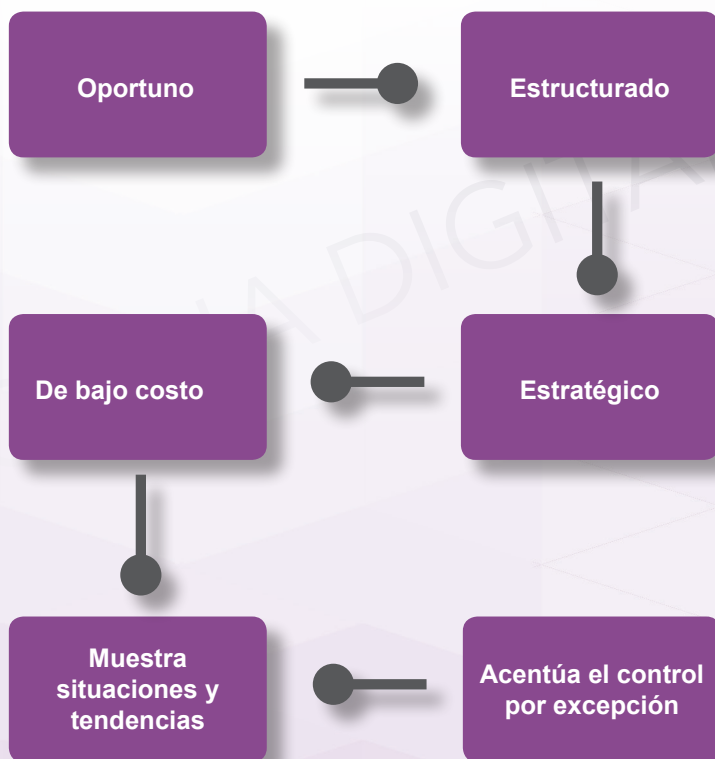 Oportuno
Estructurado
De bajo costo
Estratégico
Muestra
situaciones y
tendencias
Acentúa el control
por excepción